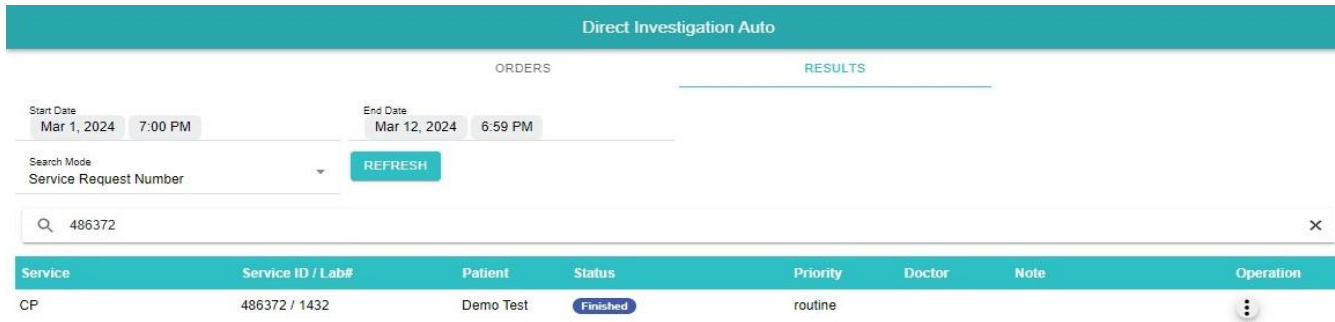 Direct Investigation Auto
ORDERS RESULTS
Start Date End Date
Mar 1, 2024 7:00 PM Mar 12, 2024 6:59 PM
Search Mode
Service Request Number
REFRESH
486372
Service Service ID / Lab# Patient Status Priority Doctor Note Operation
CP 486372 / 1432 Demo Test Finished routine